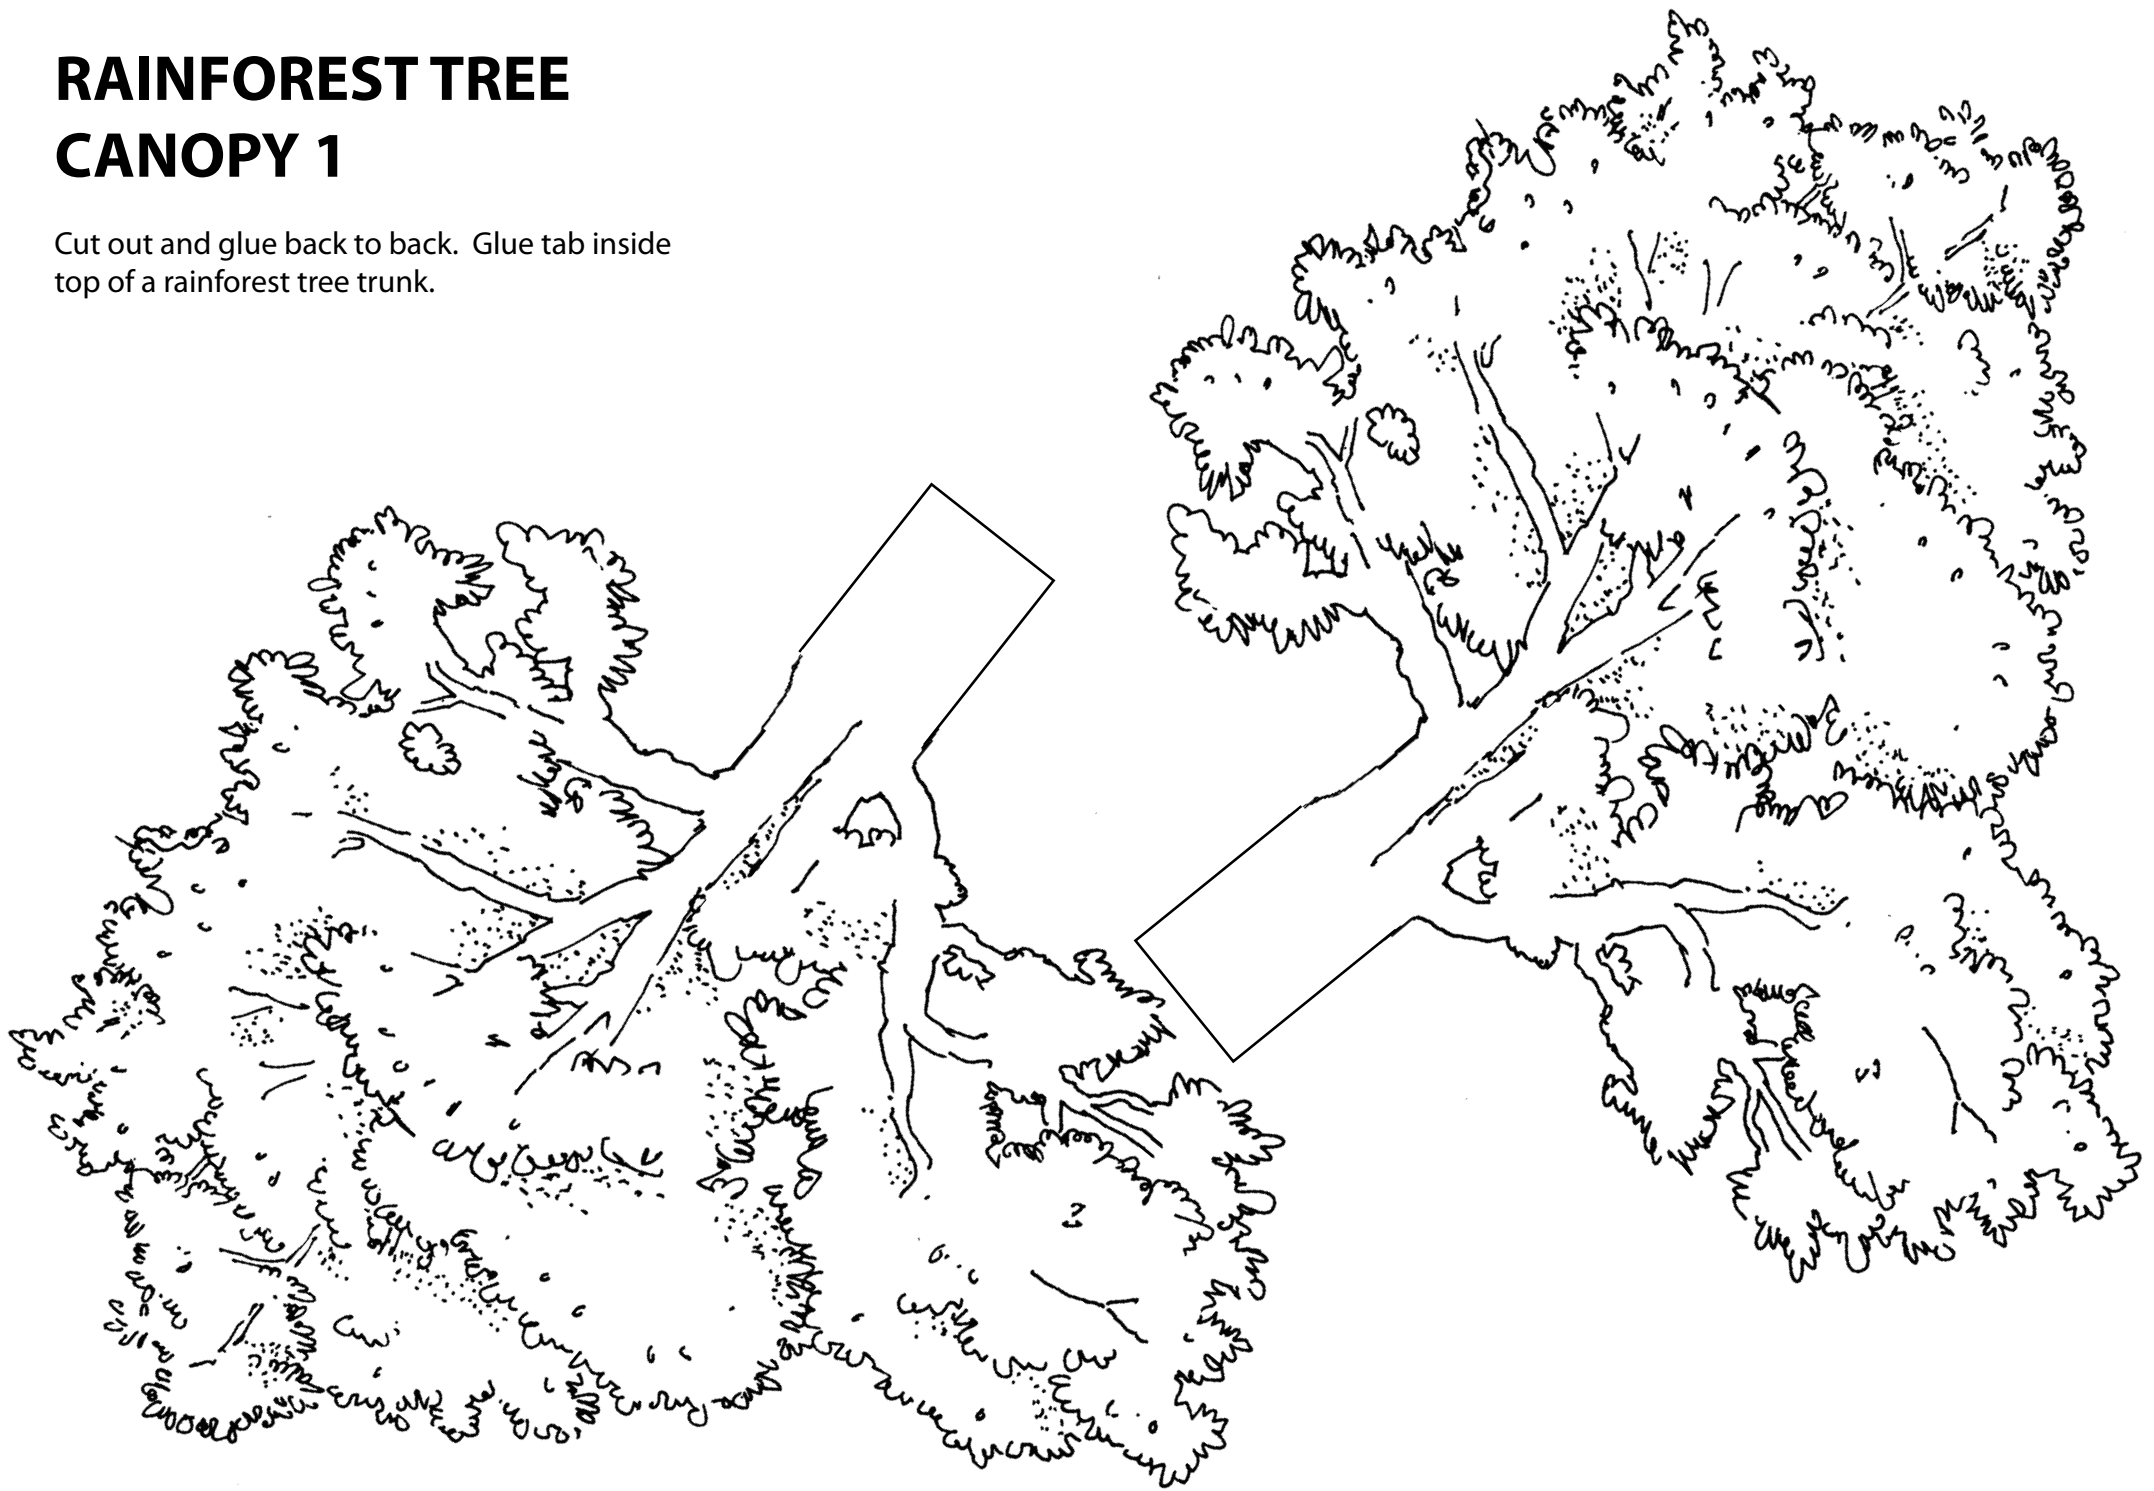 RAINFOREST TREE
CANOPY 1
Cut out and glue back to back.  Glue tab inside
top of a rainforest tree trunk.